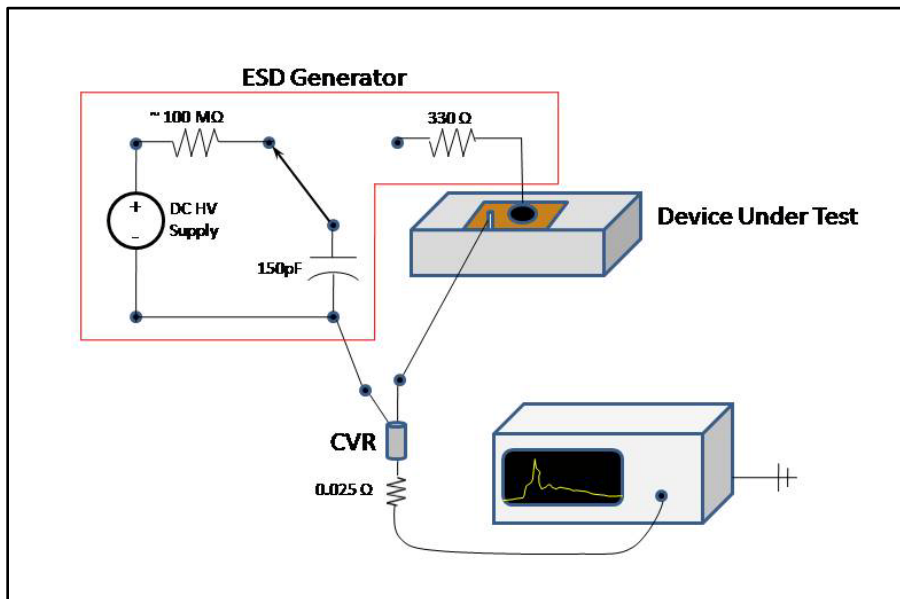 ESD Generator
~ 100 MΩ
330 Ω
+
-
DC HV
Supply
150pF
Device Under Test
CVR
0.025 Ω